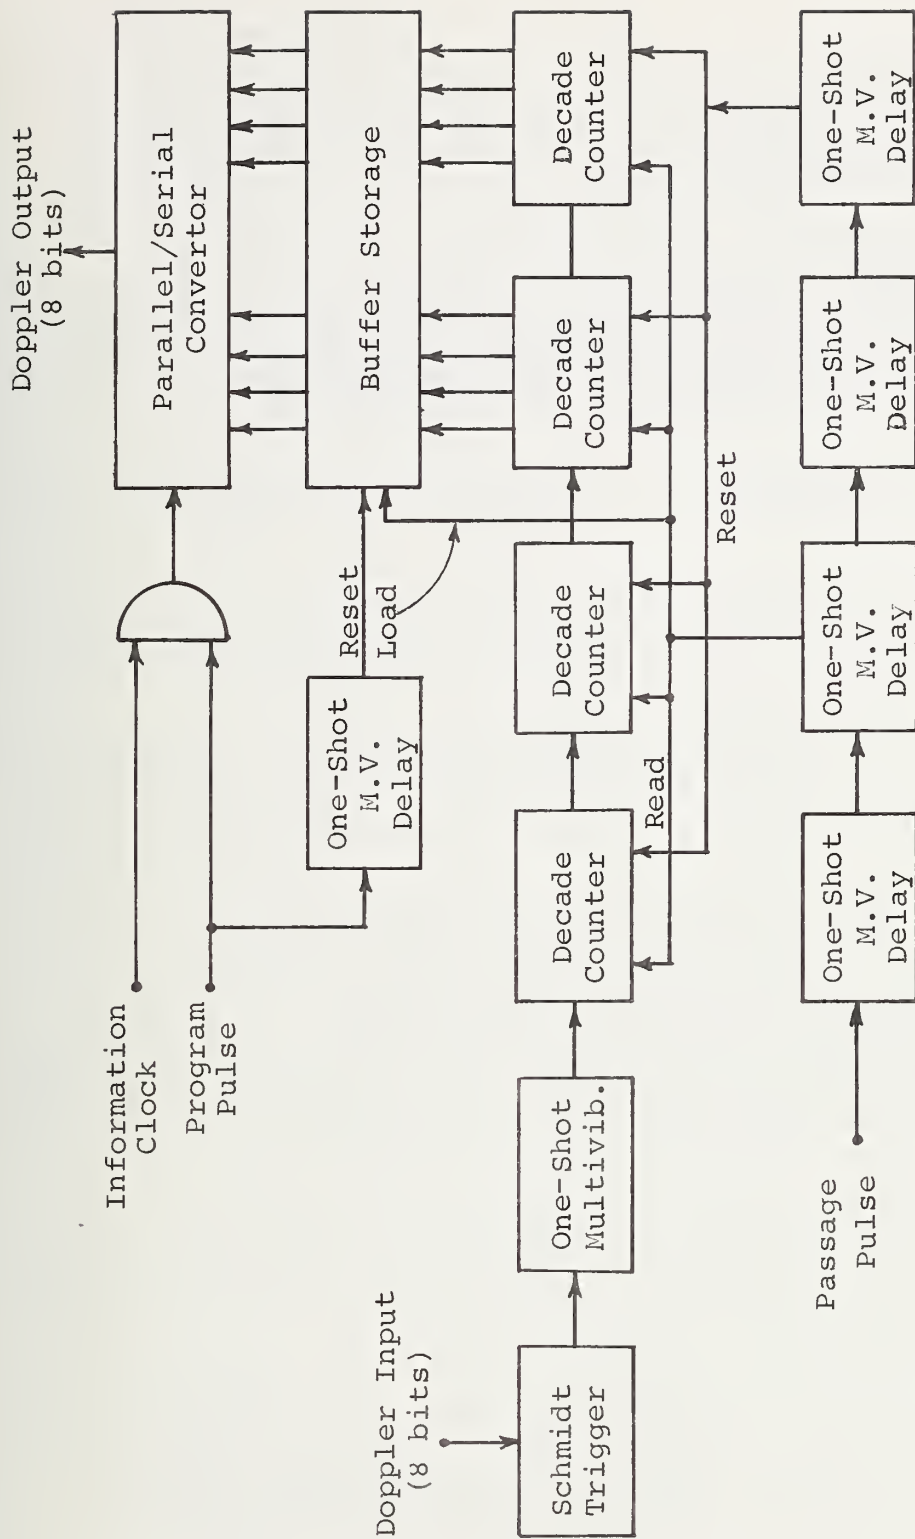 Doppler Output
(8 bits)
Parallel/Serial
Convertor
Information
Clock
Program
Pulse
Buffer Storage
Reset
Load
One-Shot
M.V.
Delay
Doppler Input
(8 bits)
Schmidt
Trigger
One-Shot
Multivib.
Decade
Counter
Decade
Counter
Decade
Counter
Decade
Counter
Read
Reset
Passage
Pulse
One-Shot
M.V.
Delay
One-Shot
M.V.
Delay
One-Shot
M.V.
Delay
One-Shot
M.V.
Delay